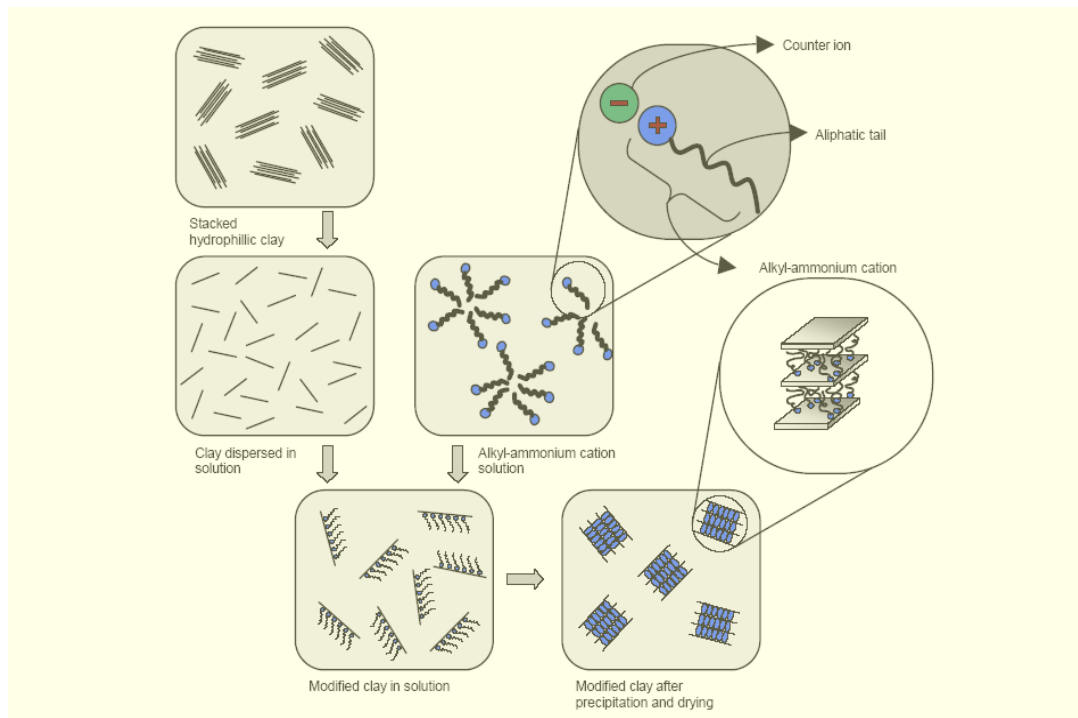 Counter ion
Aliphatic tail
Stacked
hydrophillic clay
Alkyl-ammonium cation
Clay dispersed in
solution
Alkyl-ammonium cation
solution
Modified clay in solution
Modified clay after
precipitation and drying